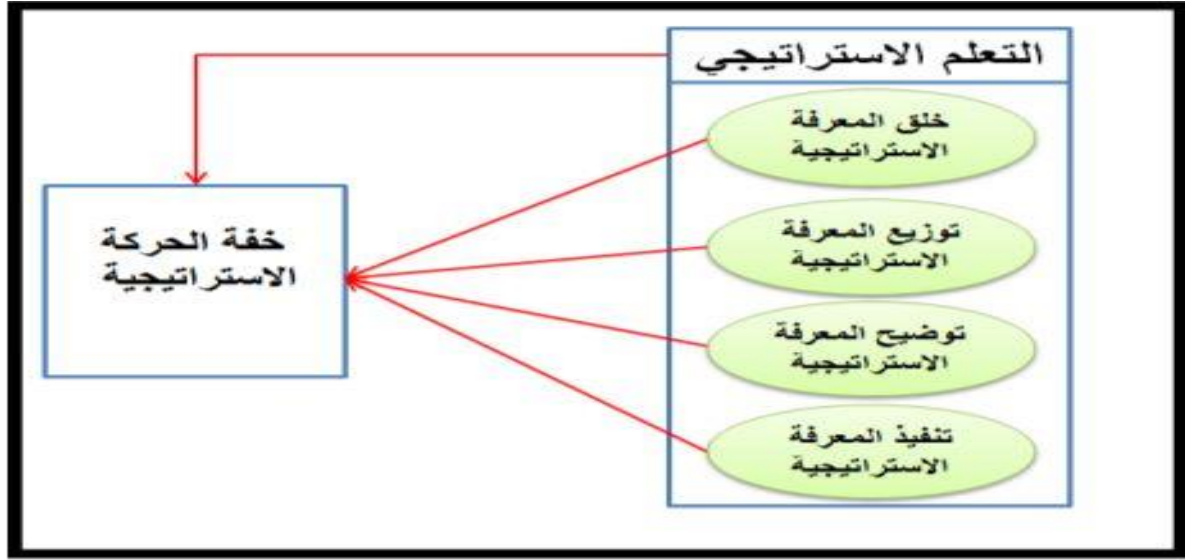 التعلم الاستراتيجي
خلق المعرفة
الاستراتيجية
توزيع المعرفة
الاستراتيجية
توضيح المعرفة
الاستراتيجية
تنفيذ المعرفة
الاستراتيجية
خفة الحركة
الاستراتيجية